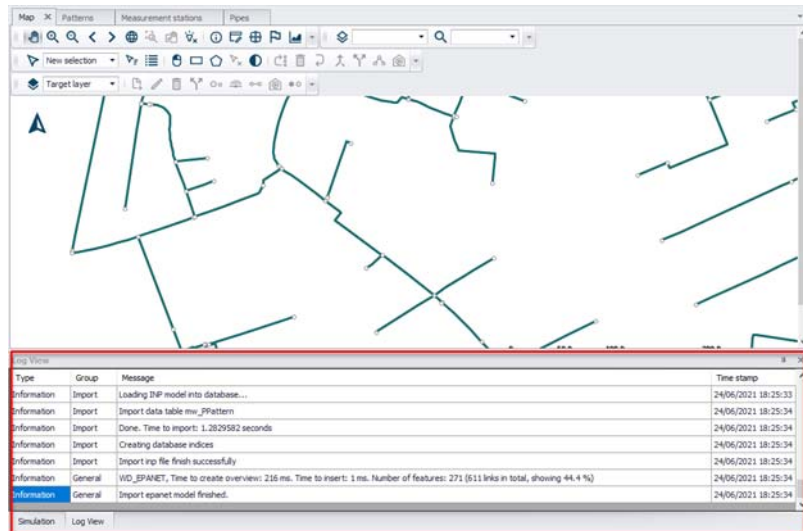 Map Patterns Measurement stations Pipes
New selection
Target layer
Log View
Type Group Message Time stamp
Information Import Loading INP model into database... 24/06/2021 18:25:33
Information Import Import data table mw_PPattern 24/06/2021 18:25:34
Information Import Done. Time to import: 1.2829582 seconds 24/06/2021 18:25:34
Information Import Creating database indices 24/06/2021 18:25:34
Information Import Import inp file finish successfully 24/06/2021 18:25:34
Information General WD_EPANET, Time to create overview: 216 ms. Time to insert: 1 ms. Number of features: 271 (611 links in total, showing 44.4 %) 24/06/2021 18:25:34
Information General Import epanet model finished. 24/06/2021 18:25:34
Simulation Log View